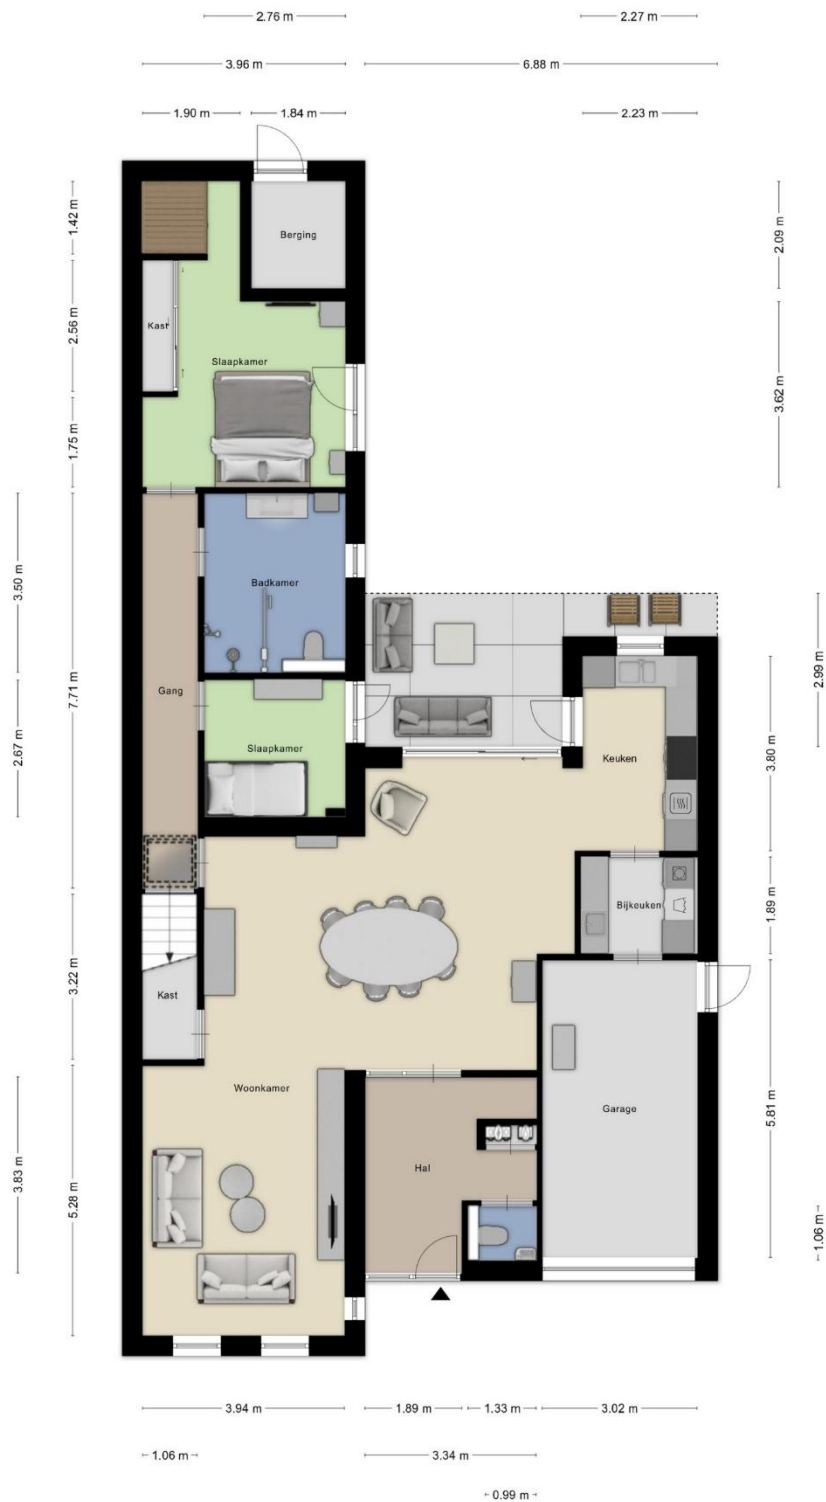 2.76 m
2.27 m
3.96 m
6.88 m
1.90 m
1.84 m
2.23 m
1.42 m
Berging
2.09 m
2.56 m
Kast
Slaapkamer
3.62 m
1.75 m
3.50 m
Badkamer
7.71 m
Gang
2.99 m
2.67 m
Slaapkamer
Keuken
3.80 m
Bijkeuken
1.89 m
3.22 m
Kast
Woonkamer
Garage
5.81 m
3.83 m
5.28 m
Hal
1.06 m
3.94 m
1.89 m
1.33 m
3.02 m
1.06 m
3.34 m
0.99 m